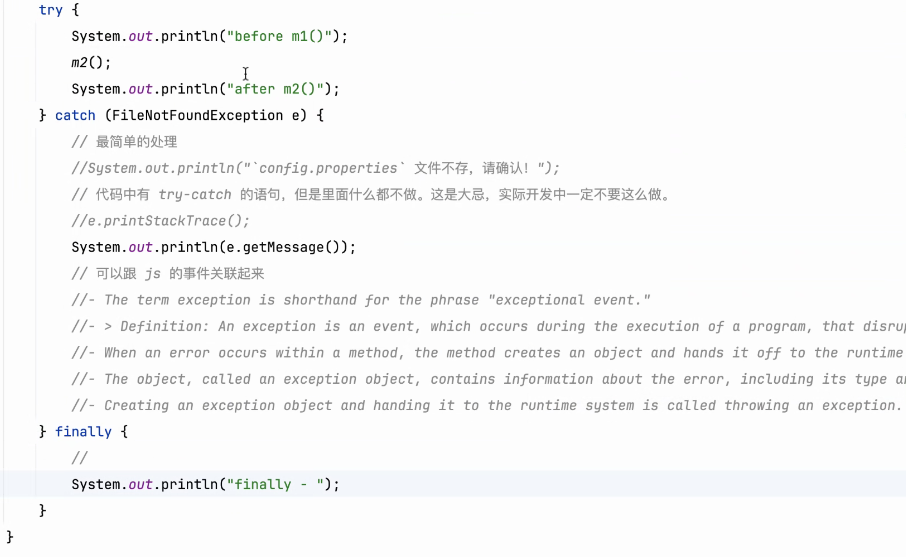 try {
System.out.println("before m1()");
m2();
System.out.println("after m2()");
} catch (FileNotFoundException e) {
// 最简单的处理
//System.out.println("`config.properties` 文件不存，请确认！");
// 代码中有 try-catch 的语句，但是里面什么都不做。这是大忌，实际开发中一定不要这么做。
//e.printStackTrace();
System.out.println(e.getMessage());
// 可以跟 js 的事件关联起来
//- The term exception is shorthand for the phrase "exceptional event."
//- > Definition: An exception is an event, which occurs during the execution of a program, that disrup
//- When an error occurs within a method, the method creates an object and hands it off to the runtime
//- The object, called an exception object, contains information about the error, including its type an
//- Creating an exception object and handing it to the runtime system is called throwing an exception.
} finally {
//
System.out.println("finally - ");
}
}